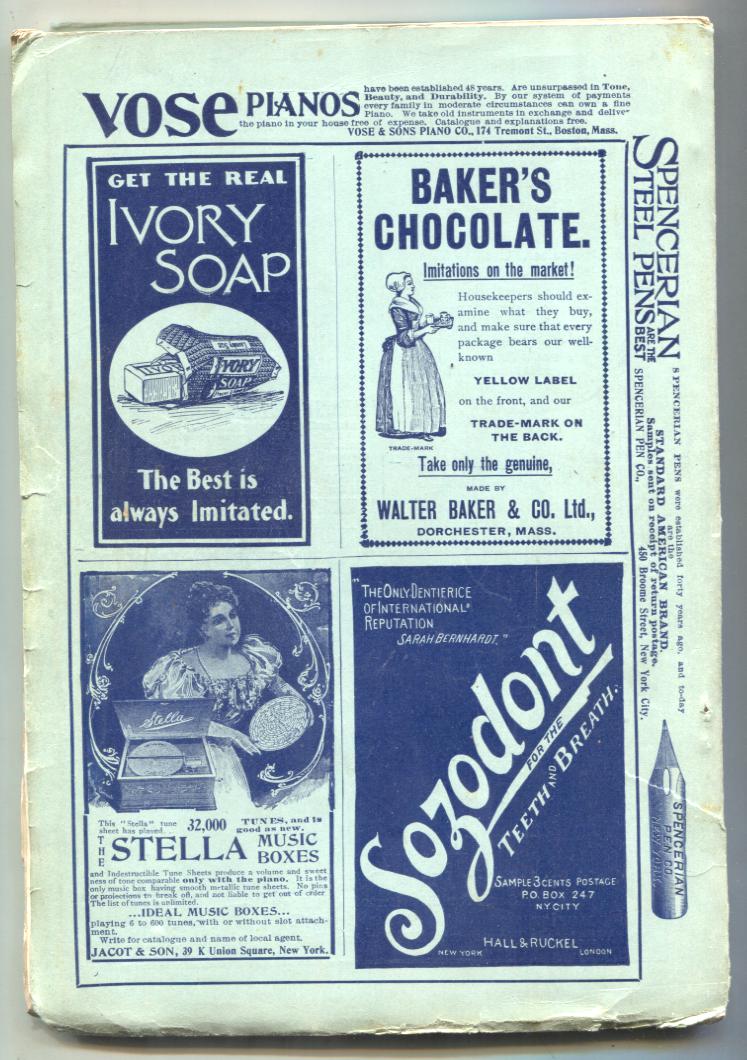 vose PIANOS
have been established 48 years. Are unsurpassed in Tone,
Beauty, and Durability. By our system of payments
every family in moderate circumstances can own a fine
Piano. We take old instruments in exchange and deliver
the piano in your house free of expense. Catalogue and explanations free.
VOSE & SONS PIANO CO., 174 Tremont St., Boston, Mass.
GET THE REAL
IVORY
SOAP
IVORY
IVORY
SOAP
The Best is
always Imitated.
BAKER'S
CHOCOLATE.
Imitations on the market!
Housekeepers should ex-
amine what they buy,
and make sure that every
package bears our well-
known
YELLOW LABEL
on the front, and our
TRADE-MARK ON
THE BACK.
TRADE-MARK
Take only the genuine,
MADE BY
WALTER BAKER & CO. Ltd.,
DORCHESTER, MASS.
SPENCERIAN
STEEL PENS
ARE THE
BEST
SPENCERIAN PENS were established forty years ago, and to-day
are the
STANDARD AMERICAN BRAND.
Samples sent on receipt of return postage.
SPENCERIAN PEN CO., 450 Broome Street, New York City.
SPENCERIAN
PEN CO.
NEW YORK
Stella
This "Stella" tune
sheet has played..
32,000
TUNES, and is
good as new.
THE STELLA MUSIC
BOXES
and Indestructible Tune Sheets produce a volume and sweet
ness of tone comparable only with the piano. It is the
only music box having smooth metallic tune sheets. No pins
or projections to break off, and not liable to get out of order
The list of tunes is unlimited.
...IDEAL MUSIC BOXES...
playing 6 to 600 tunes, with or without slot attach-
ment.
Write for catalogue and name of local agent.
JACOT & SON, 39 K Union Square, New York.
"THE ONLY DENTIFRICE
OF INTERNATIONAL
REPUTATION
SARAH BERNHARDT."
Sozodont
FOR THE
TEETH AND BREATH.
SAMPLE 3 CENTS POSTAGE
P.O. BOX 247
N.Y. CITY
HALL & RUCKEL
NEW YORK LONDON